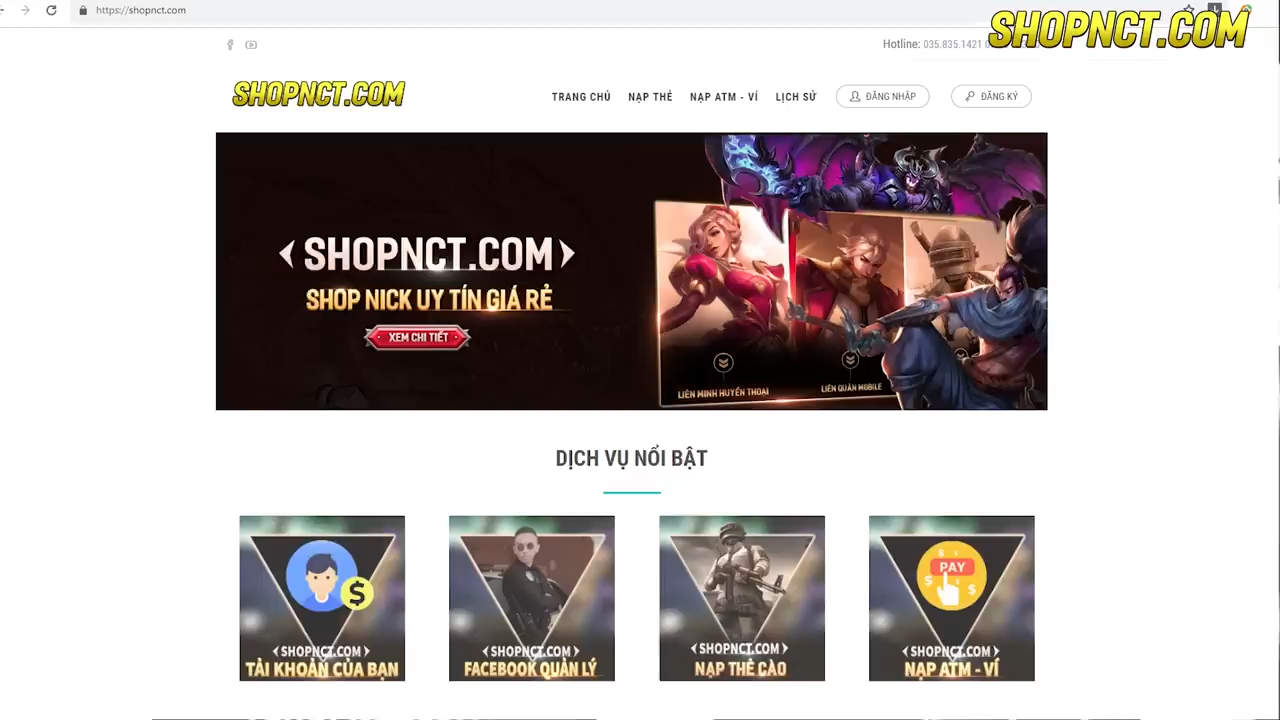 https://shopnct.com
SHOPNCT.COM
Hotline: 035.835.1421
SHOPNCT.COM
TRANG CHỦ
NẠP THẺ
NẠP ATM - VÍ
LỊCH SỬ
ĐĂNG NHẬP
ĐĂNG KÝ
SHOPNCT.COM
SHOP NICK UY TÍN GIÁ RẺ
XEM CHI TIẾT
LIÊN MINH HUYỀN THOẠI
LIÊN QUÂN MOBILE
DỊCH VỤ NỔI BẬT
SHOPNCT.COM
TÀI KHOẢN CỦA BẠN
SHOPNCT.COM
FACEBOOK QUẢN LÝ
SHOPNCT.COM
NẠP THẺ CÀO
PAY
SHOPNCT.COM
NẠP ATM - VÍ